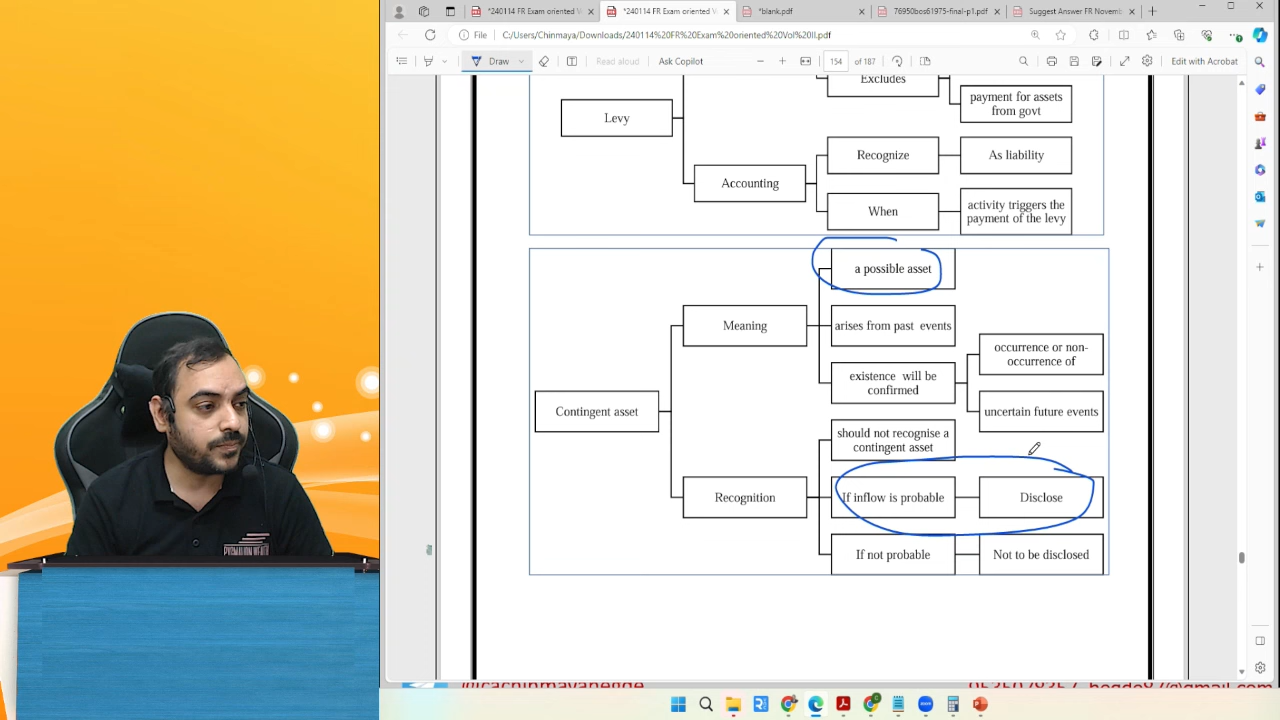 *240114 FR Exam oriented V
*240114 FR Exam oriented Ve
*blank.pdf
76950bos61975-final-p1.pdf
Suggest Answer FR Novemb
File
C:/Users/Chinmaya/Downloads/240114%20FR%20Exam%20oriented%20Vol%20II.pdf
Draw
Read aloud
Ask Copilot
154
of 187
Edit with Acrobat
Excludes
payment for assets
from govt
Levy
Recognize
As liability
Accounting
When
activity triggers the
payment of the levy
a possible asset
Meaning
arises from past events
occurrence or non-
occurrence of
existence will be
confirmed
Contingent asset
uncertain future events
should not recognise a
contingent asset
Recognition
If inflow is probable
Disclose
If not probable
Not to be disclosed